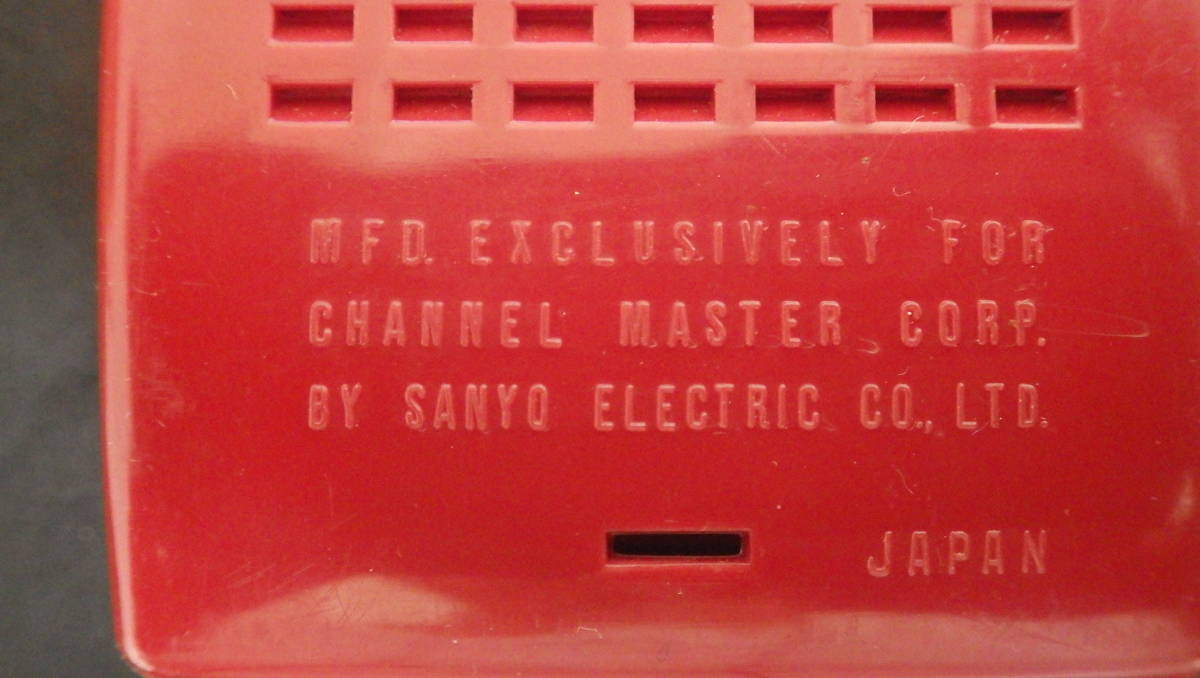 MFD. EXCLUSIVELY FOR
CHANNEL MASTER CORP.
BY SANYO ELECTRIC CO., LTD.
JAPAN